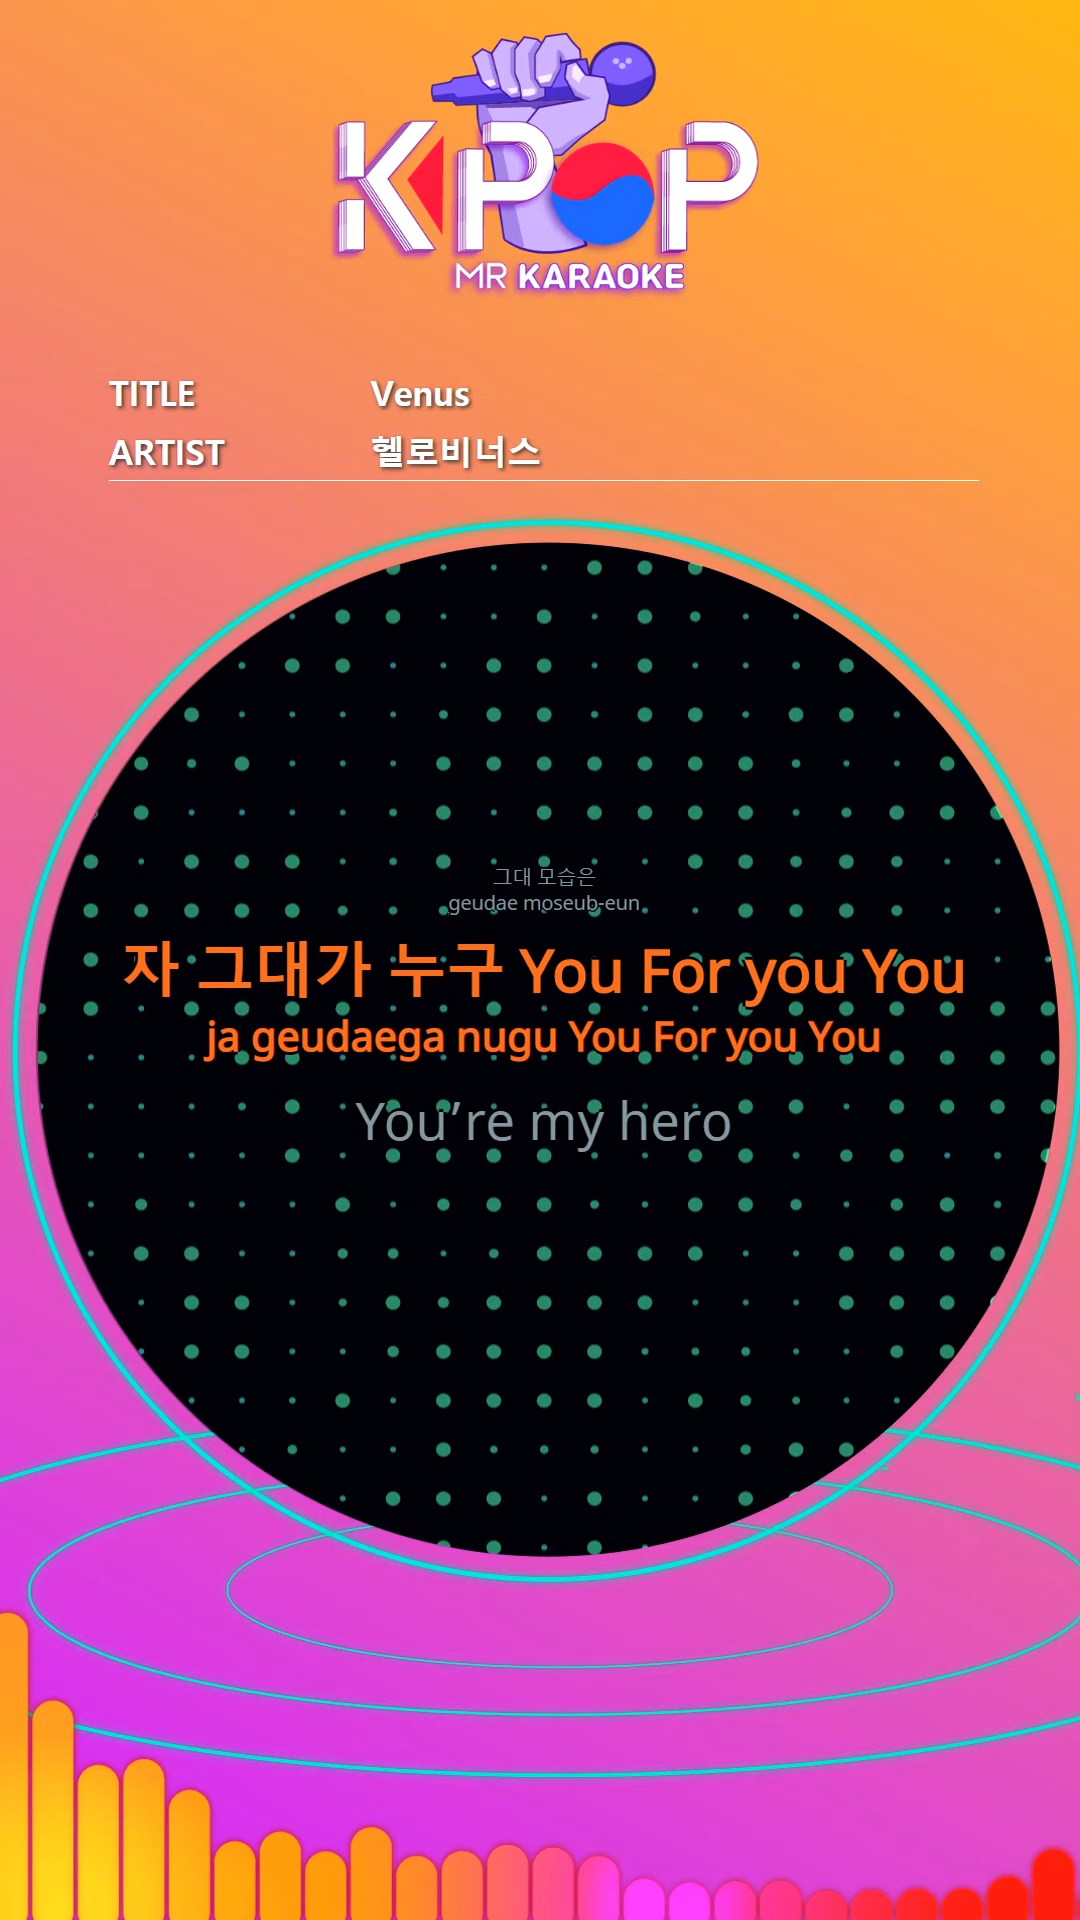 KPOP
MR KARAOKE
TITLE Venus
ARTIST 헬로비너스
그대 모습은
geudae moseub-eun
자 그대가 누구 You For you You
ja geudaega nugu You For you You
You’re my hero